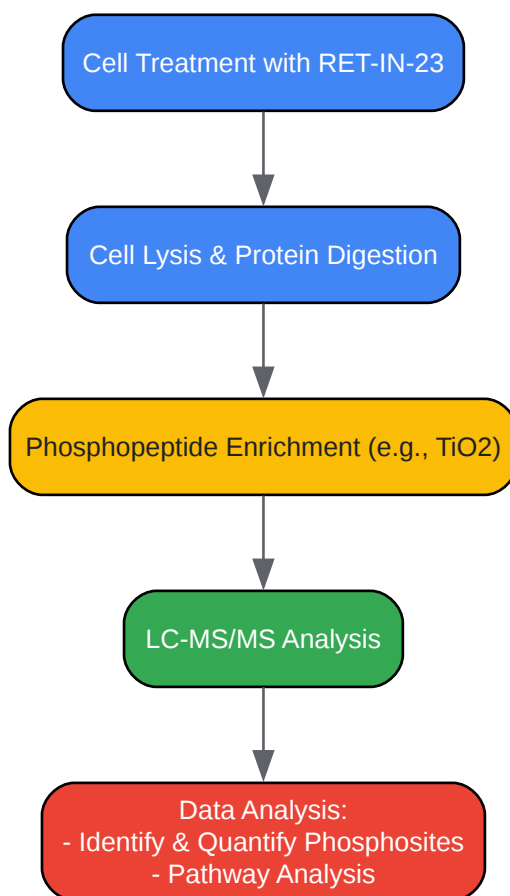 Cell Treatment with RET-IN-23
Cell Lysis & Protein Digestion
Phosphopeptide Enrichment (e.g., TiO2)
LC-MS/MS Analysis
Data Analysis:
- Identify & Quantify Phosphosites
- Pathway Analysis